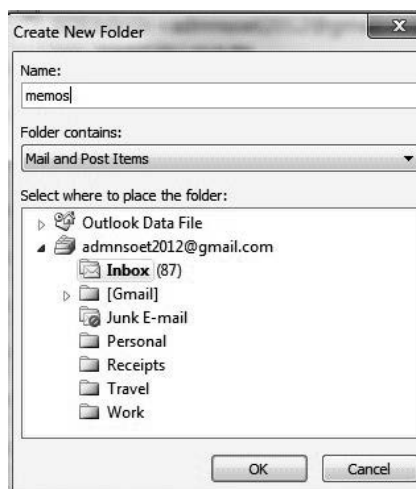 Create New Folder
X
Name:
memos
Folder contains:
Mail and Post Items
Select where to place the folder:
Outlook Data File
admnsoet2012@gmail.com
Inbox (87)
[Gmail]
Junk E-mail
Personal
Receipts
Travel
Work
OK
Cancel